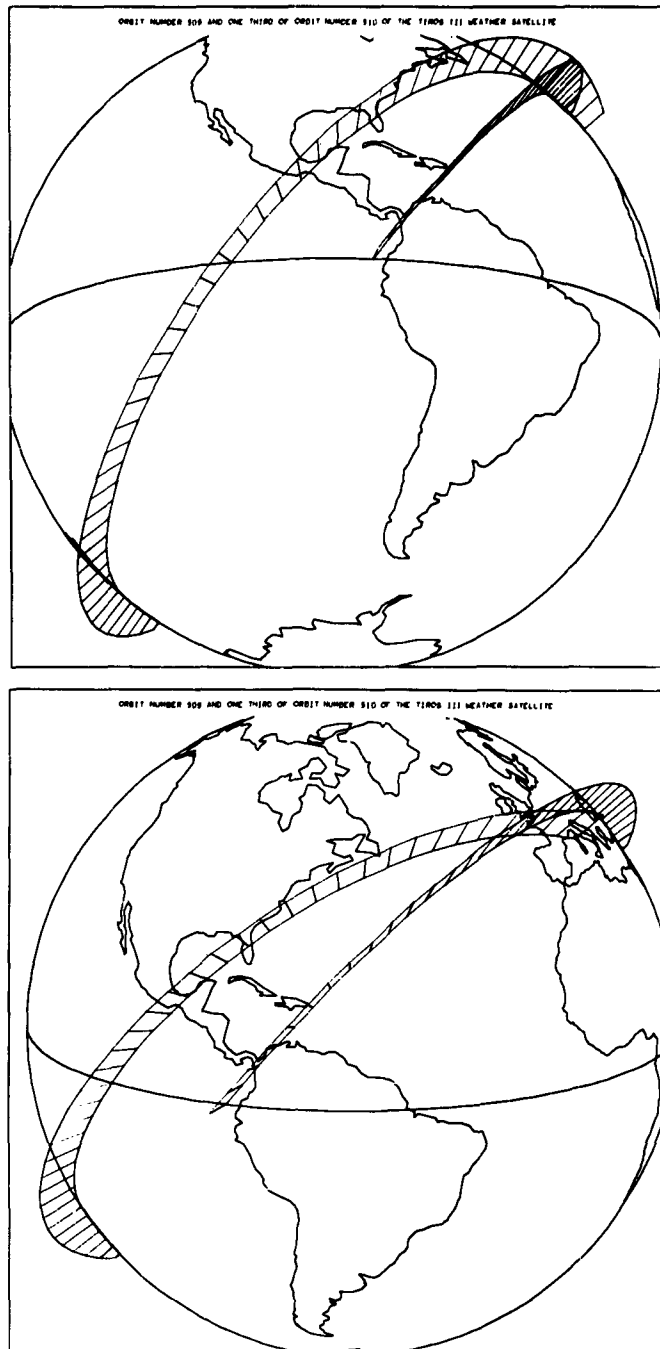 ORBIT NUMBER 509 AND ONE THIRD OF ORBIT NUMBER 510 OF THE TIROS III WEATHER SATELLITE
ORBIT NUMBER 509 AND ONE THIRD OF ORBIT NUMBER 510 OF THE TIROS III WEATHER SATELLITE